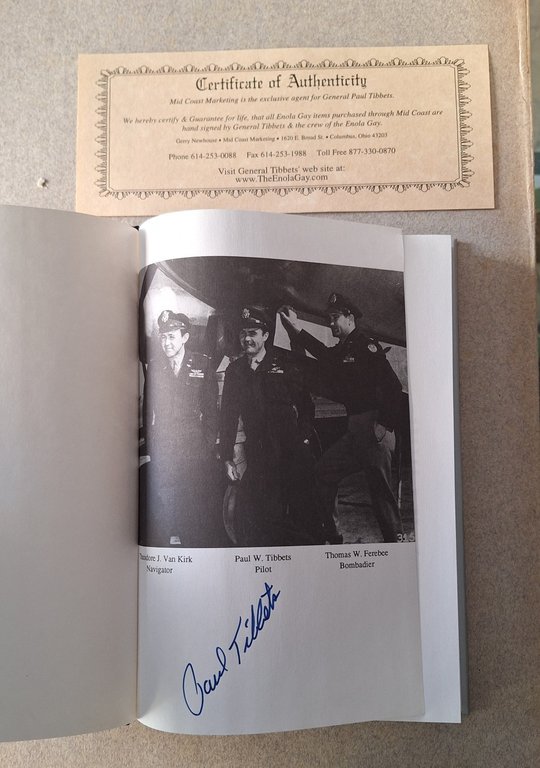 Certificate of Authenticity
Mid Coast Marketing is the exclusive agent for General Paul Tibbets.
We hereby certify & Guarantee for life, that all Enola Gay items purchased through Mid Coast are
hand signed by General Tibbets & the crew of the Enola Gay.
Gerry Newhouse • Mid Coast Marketing • 1620 E. Broad St. • Columbus, Ohio 43203
Phone 614-253-0088 Fax 614-253-1988 Toll Free 877-330-0870
Visit General Tibbets' web site at:
www.TheEnolaGay.com
J. Van Kirk Paul W. Tibbets Thomas W. Ferebee
Navigator Pilot Bombadier
Paul Tibbets